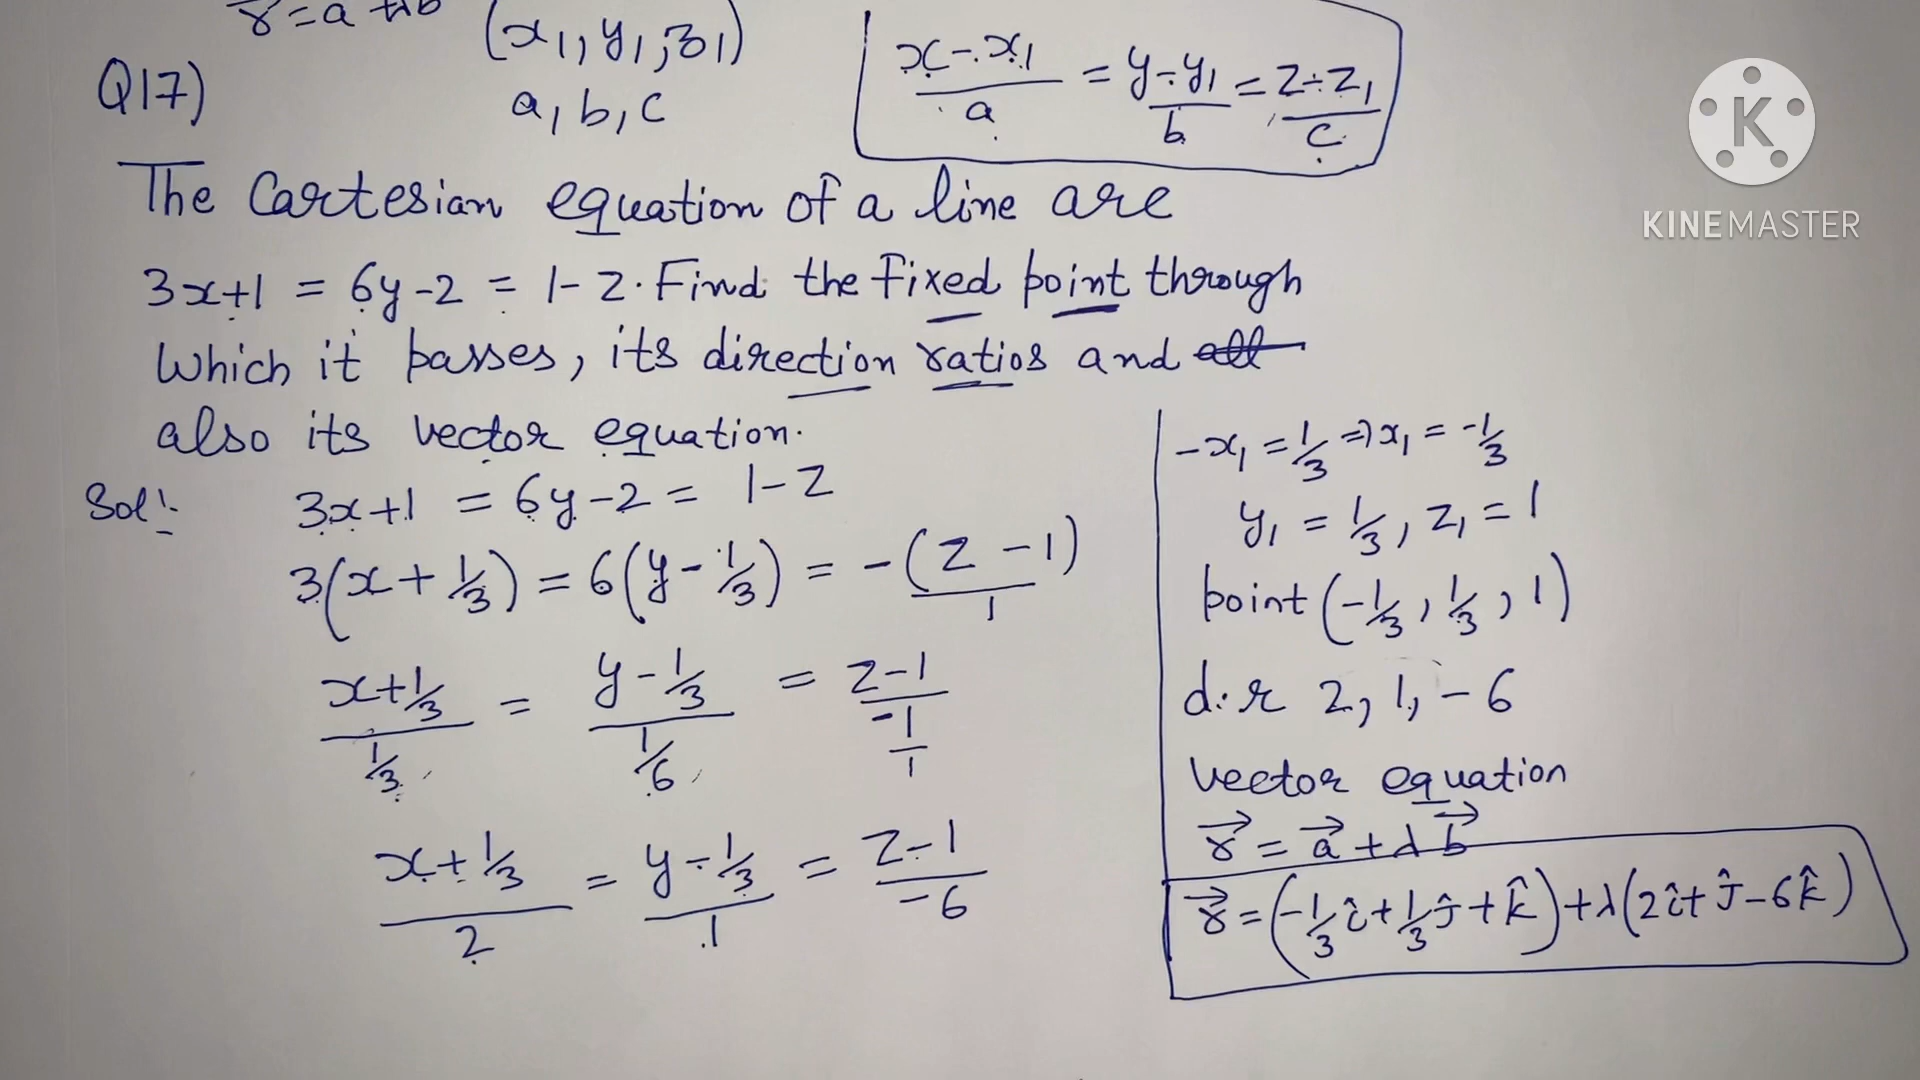 r⃗ = a + λb
(x₁, y₁, z₁)
Q17)
a, b, c
x - x₁/a = y - y₁/b = z - z₁/c
K
KINEMASTER
The Cartesian equation of a line are
3x+1 = 6y-2 = 1-z. Find the fixed point through
which it passes, its direction ratios and all
also its vector equation.
Sol':- 3x+1 = 6y-2 = 1-z
3(x + 1/3) = 6(y - 1/3) = -(z - 1)/1
x+1/3 / 1/3 = y-1/3 / 1/6 = z-1 / -1/1
x+1/3 / 2 = y-1/3 / 1 = z-1 / -6
-x₁ = 1/3 ⇒ x₁ = -1/3
y₁ = 1/3, z₁ = 1
point (-1/3, 1/3, 1)
d.r 2, 1, -6
vector equation
r⃗ = a⃗ + λb⃗
r⃗ = (-1/3 î + 1/3 ĵ + k̂) + λ(2î + ĵ - 6k̂)